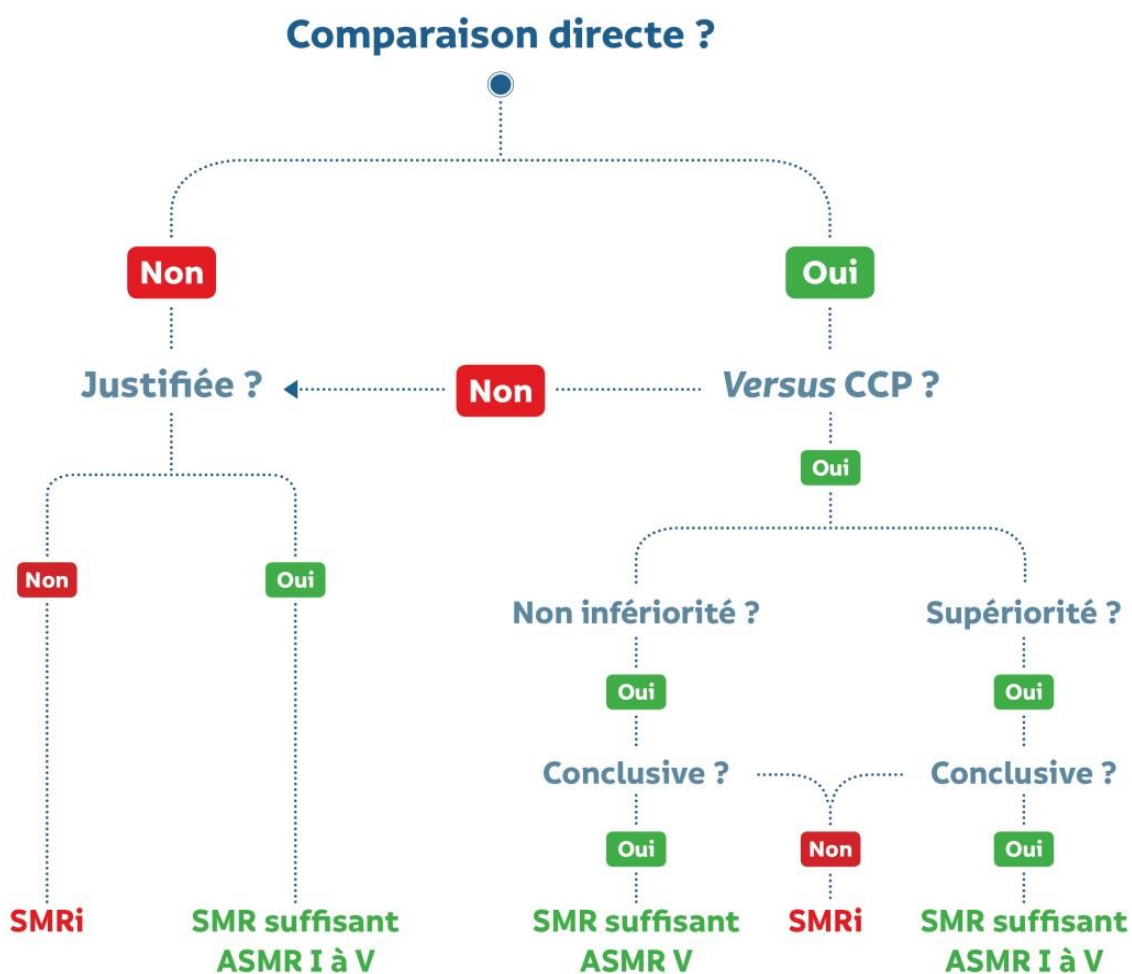 Comparaison directe ?
Non
Oui
Justifiée ?
Non
Versus CCP ?
Oui
Non
Oui
Non infériorité ?
Supériorité ?
Oui
Oui
Conclusive ?
Conclusive ?
Oui
Non
Oui
SMRi
SMR suffisant
ASMR I à V
SMR suffisant
ASMR V
SMRi
SMR suffisant
ASMR I à V